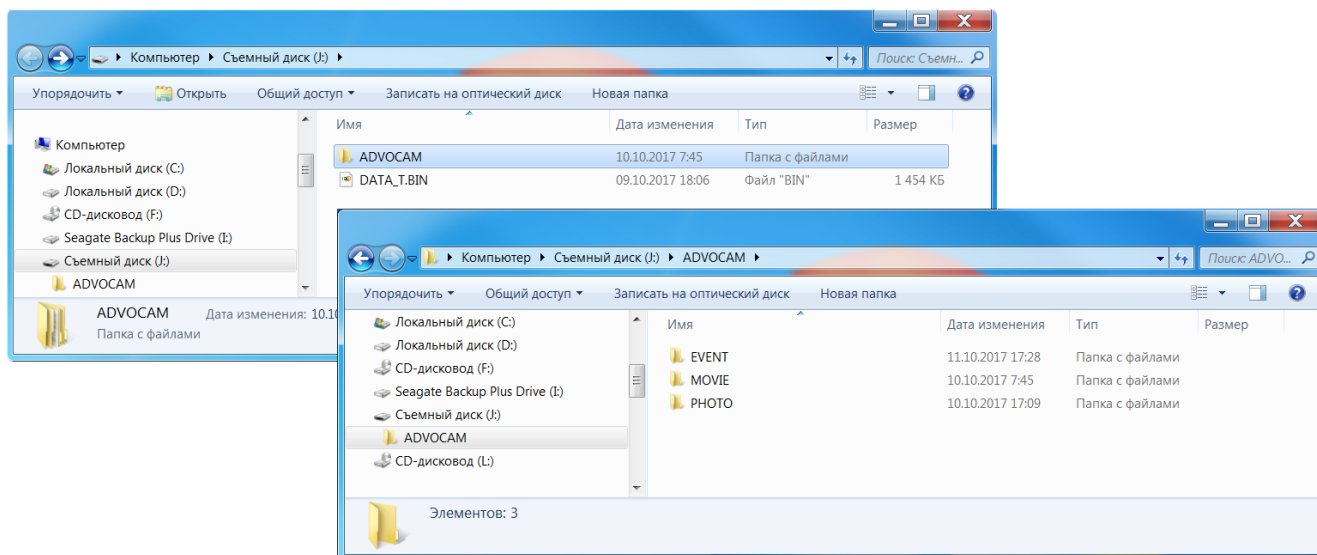 Компьютер Съемный диск (J:) Поиск: Съемн...
Упорядочить Открыть Общий доступ Записать на оптический диск Новая папка
Имя Дата изменения Тип Размер
Компьютер
Локальный диск (C:)
Локальный диск (D:)
CD-дисковод (F:)
Seagate Backup Plus Drive (I:)
Съемный диск (J:)
ADVOCAM
ADVOCAM 10.10.2017 7:45 Папка с файлами
DATA_T.BIN 09.10.2017 18:06 Файл "BIN" 1 454 КБ
ADVOCAM Дата изменения: 10.10
Папка с файлами
Компьютер Съемный диск (J:) ADVOCAM Поиск: ADVO...
Упорядочить Общий доступ Записать на оптический диск Новая папка
Имя Дата изменения Тип Размер
Локальный диск (C:)
Локальный диск (D:)
CD-дисковод (F:)
Seagate Backup Plus Drive (I:)
Съемный диск (J:)
ADVOCAM
CD-дисковод (L:)
EVENT 11.10.2017 17:28 Папка с файлами
MOVIE 10.10.2017 7:45 Папка с файлами
PHOTO 10.10.2017 17:09 Папка с файлами
Элементов: 3